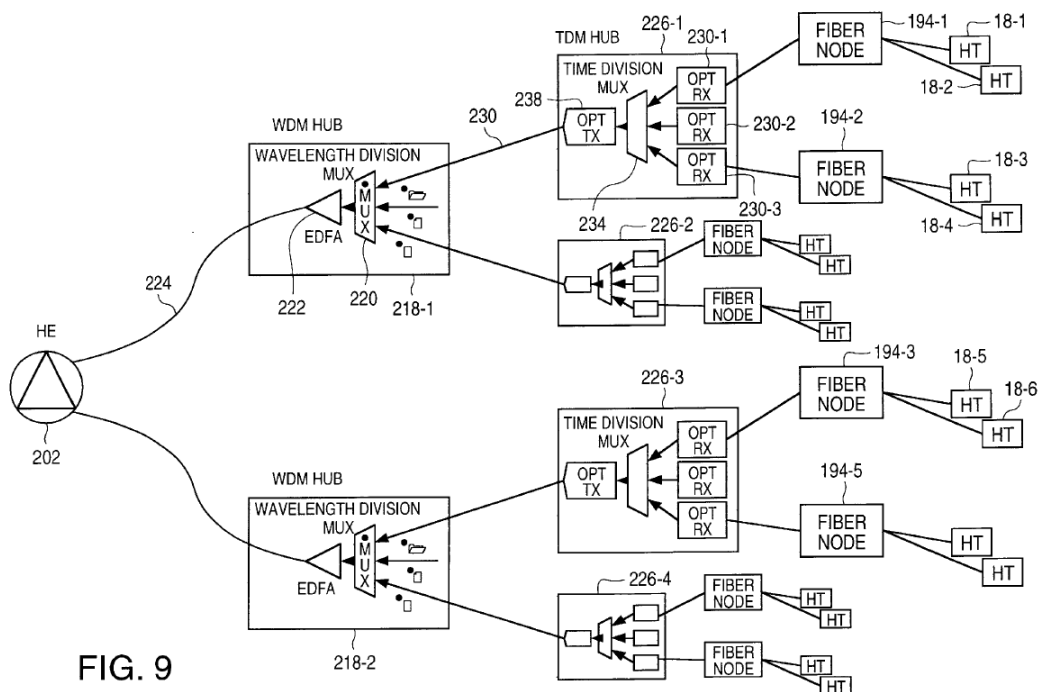 226-1
194-1
TDM HUB
230-1
FIBER
NODE
18-1
HT
TIME DIVISION
MUX
OPT
RX
HT
238
18-2
230
OPT
TX
OPT
RX
230-2
194-2
WDM HUB
WAVELENGTH DIVISION
MUX
OPT
RX
FIBER
NODE
18-3
HT
MUX
234
230-3
18-4
HT
EDFA
226-2
FIBER
NODE
HT
HT
224
222
220
218-1
FIBER
NODE
HT
HT
HE
194-3
226-3
FIBER
NODE
18-5
HT
18-6
HT
TIME DIVISION
MUX
OPT
RX
202
OPT
TX
OPT
RX
194-5
WDM HUB
WAVELENGTH DIVISION
MUX
OPT
RX
FIBER
NODE
HT
HT
MUX
EDFA
226-4
FIBER
NODE
HT
HT
218-2
FIBER
NODE
HT
HT
FIG. 9